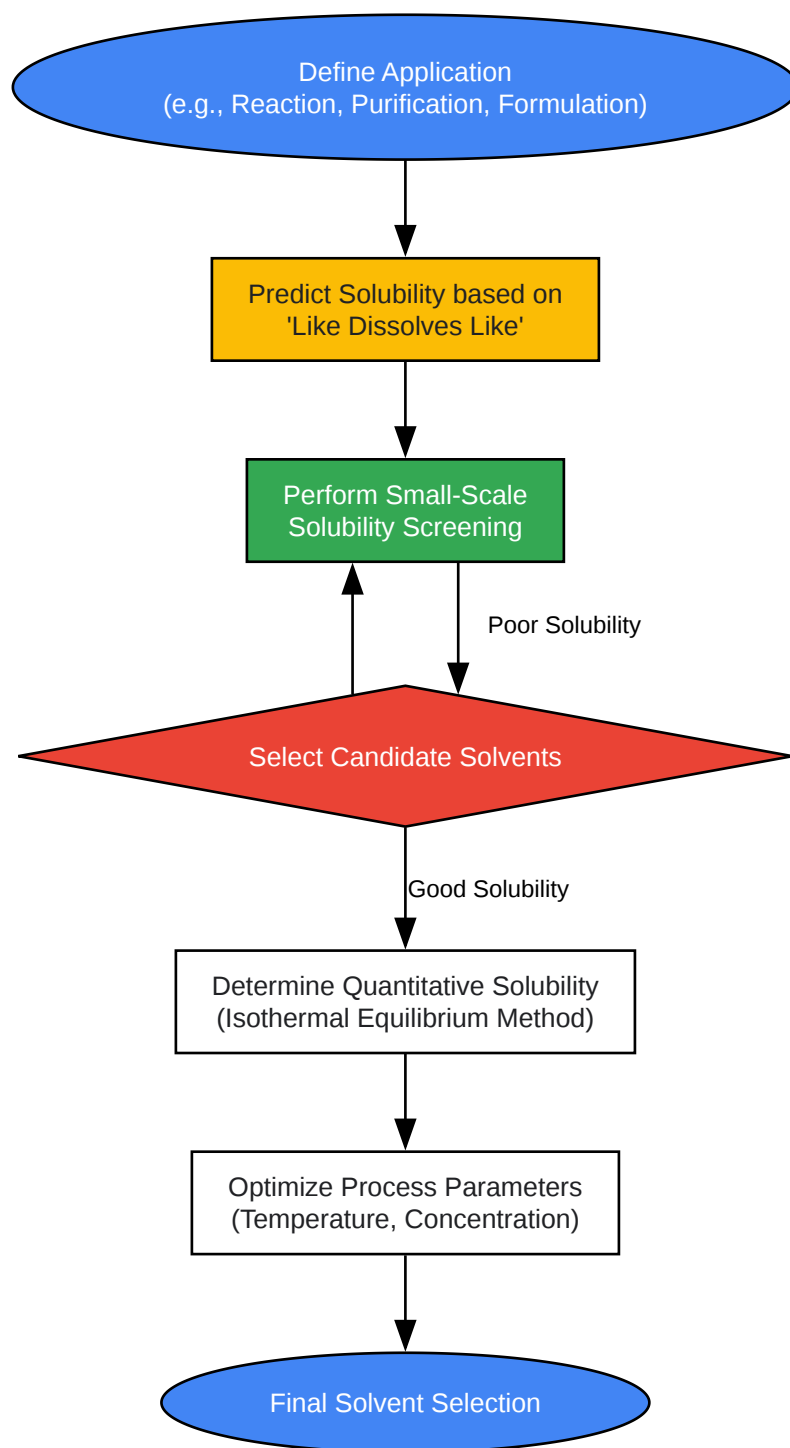 Define Application
(e.g., Reaction, Purification, Formulation)
Predict Solubility based on
'Like Dissolves Like'
Perform Small-Scale
Solubility Screening
Poor Solubility
Select Candidate Solvents
Good Solubility
Determine Quantitative Solubility
(Isothermal Equilibrium Method)
Optimize Process Parameters
(Temperature, Concentration)
Final Solvent Selection